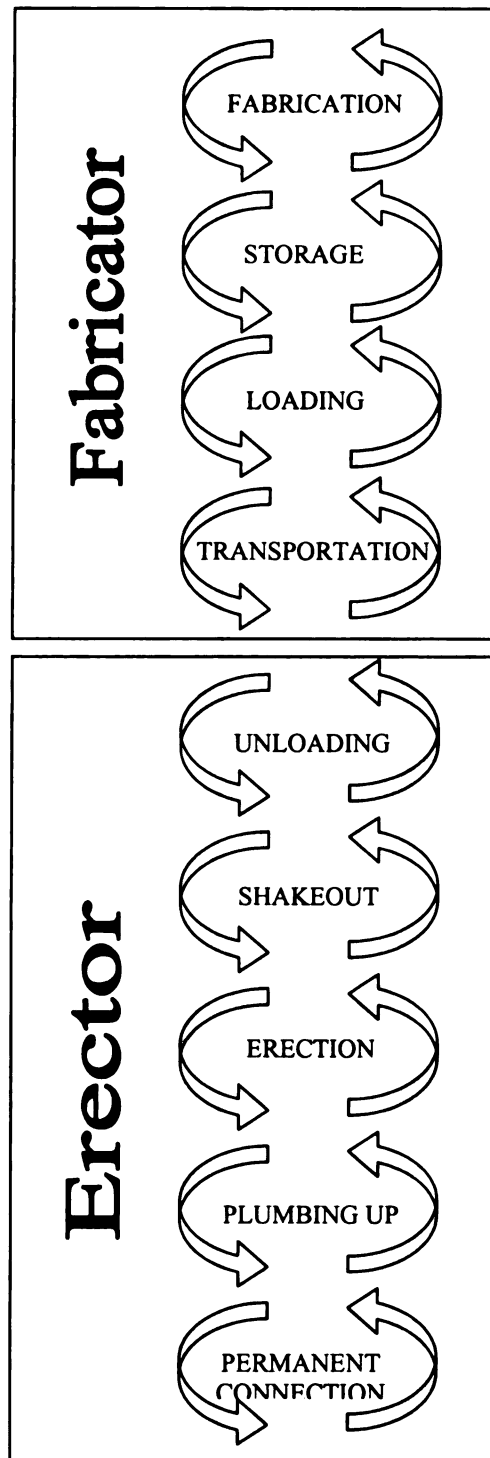 Fabricator
FABRICATION
STORAGE
LOADING
TRANSPORTATION
Erector
UNLOADING
SHAKEOUT
ERECTION
PLUMBING UP
PERMANENT
CONNECTION